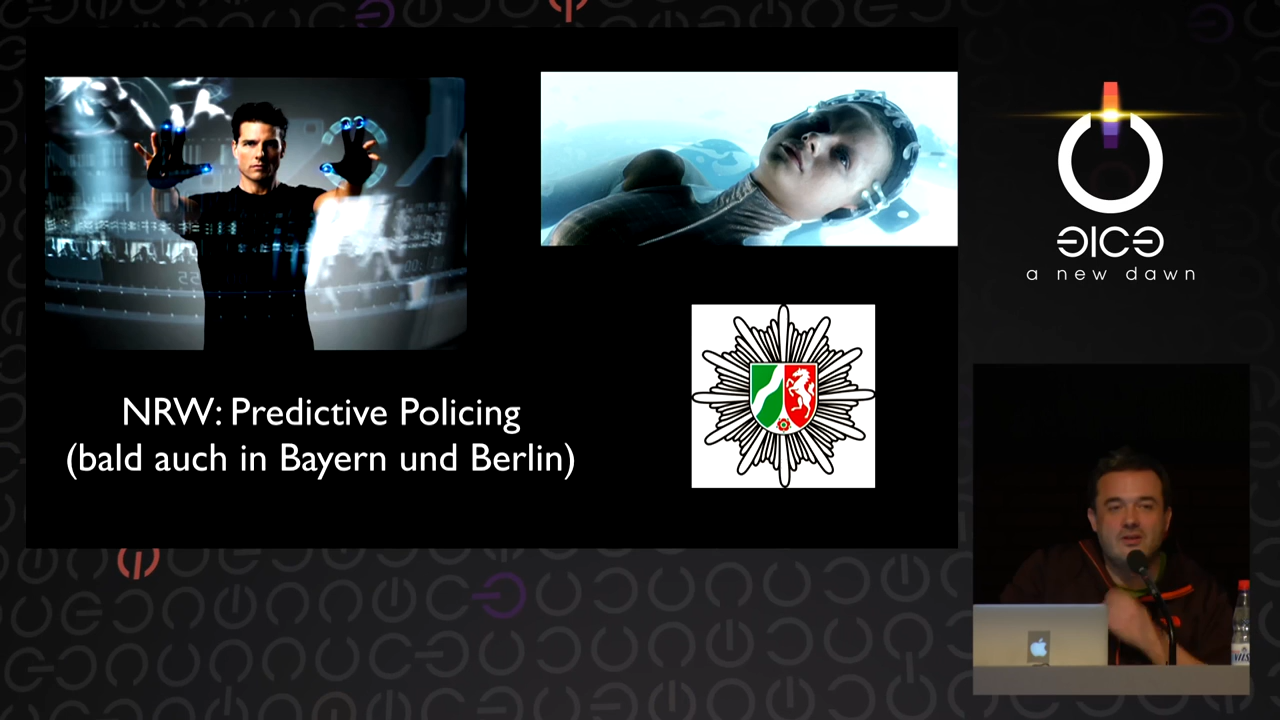 NRW: Predictive Policing
(bald auch in Bayern und Berlin)
a new dawn